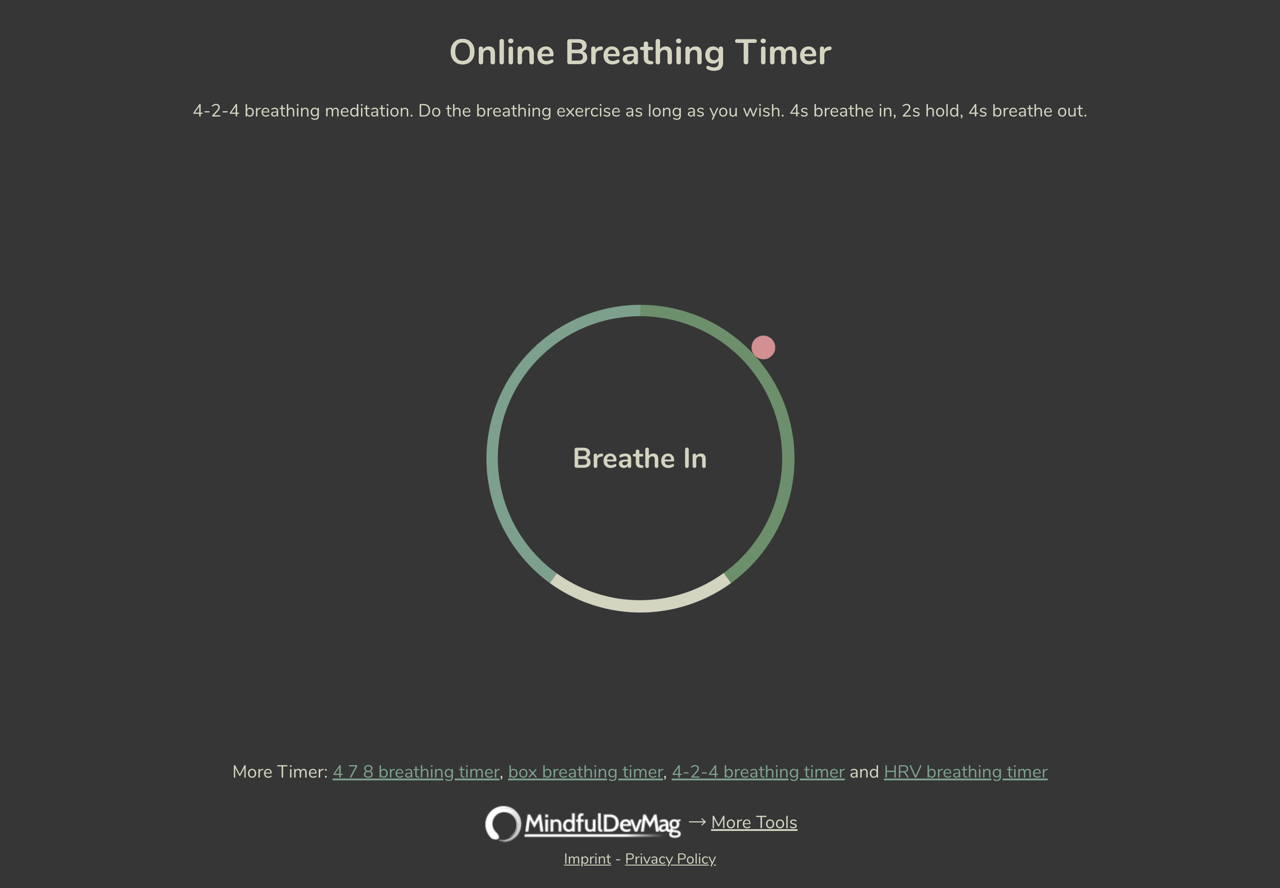 Online Breathing Timer
4-2-4 breathing meditation. Do the breathing exercise as long as you wish. 4s breathe in, 2s hold, 4s breathe out.
Breathe In
More Timer: 4 7 8 breathing timer, box breathing timer, 4-2-4 breathing timer and HRV breathing timer
MindfulDevMag → More Tools
Imprint - Privacy Policy